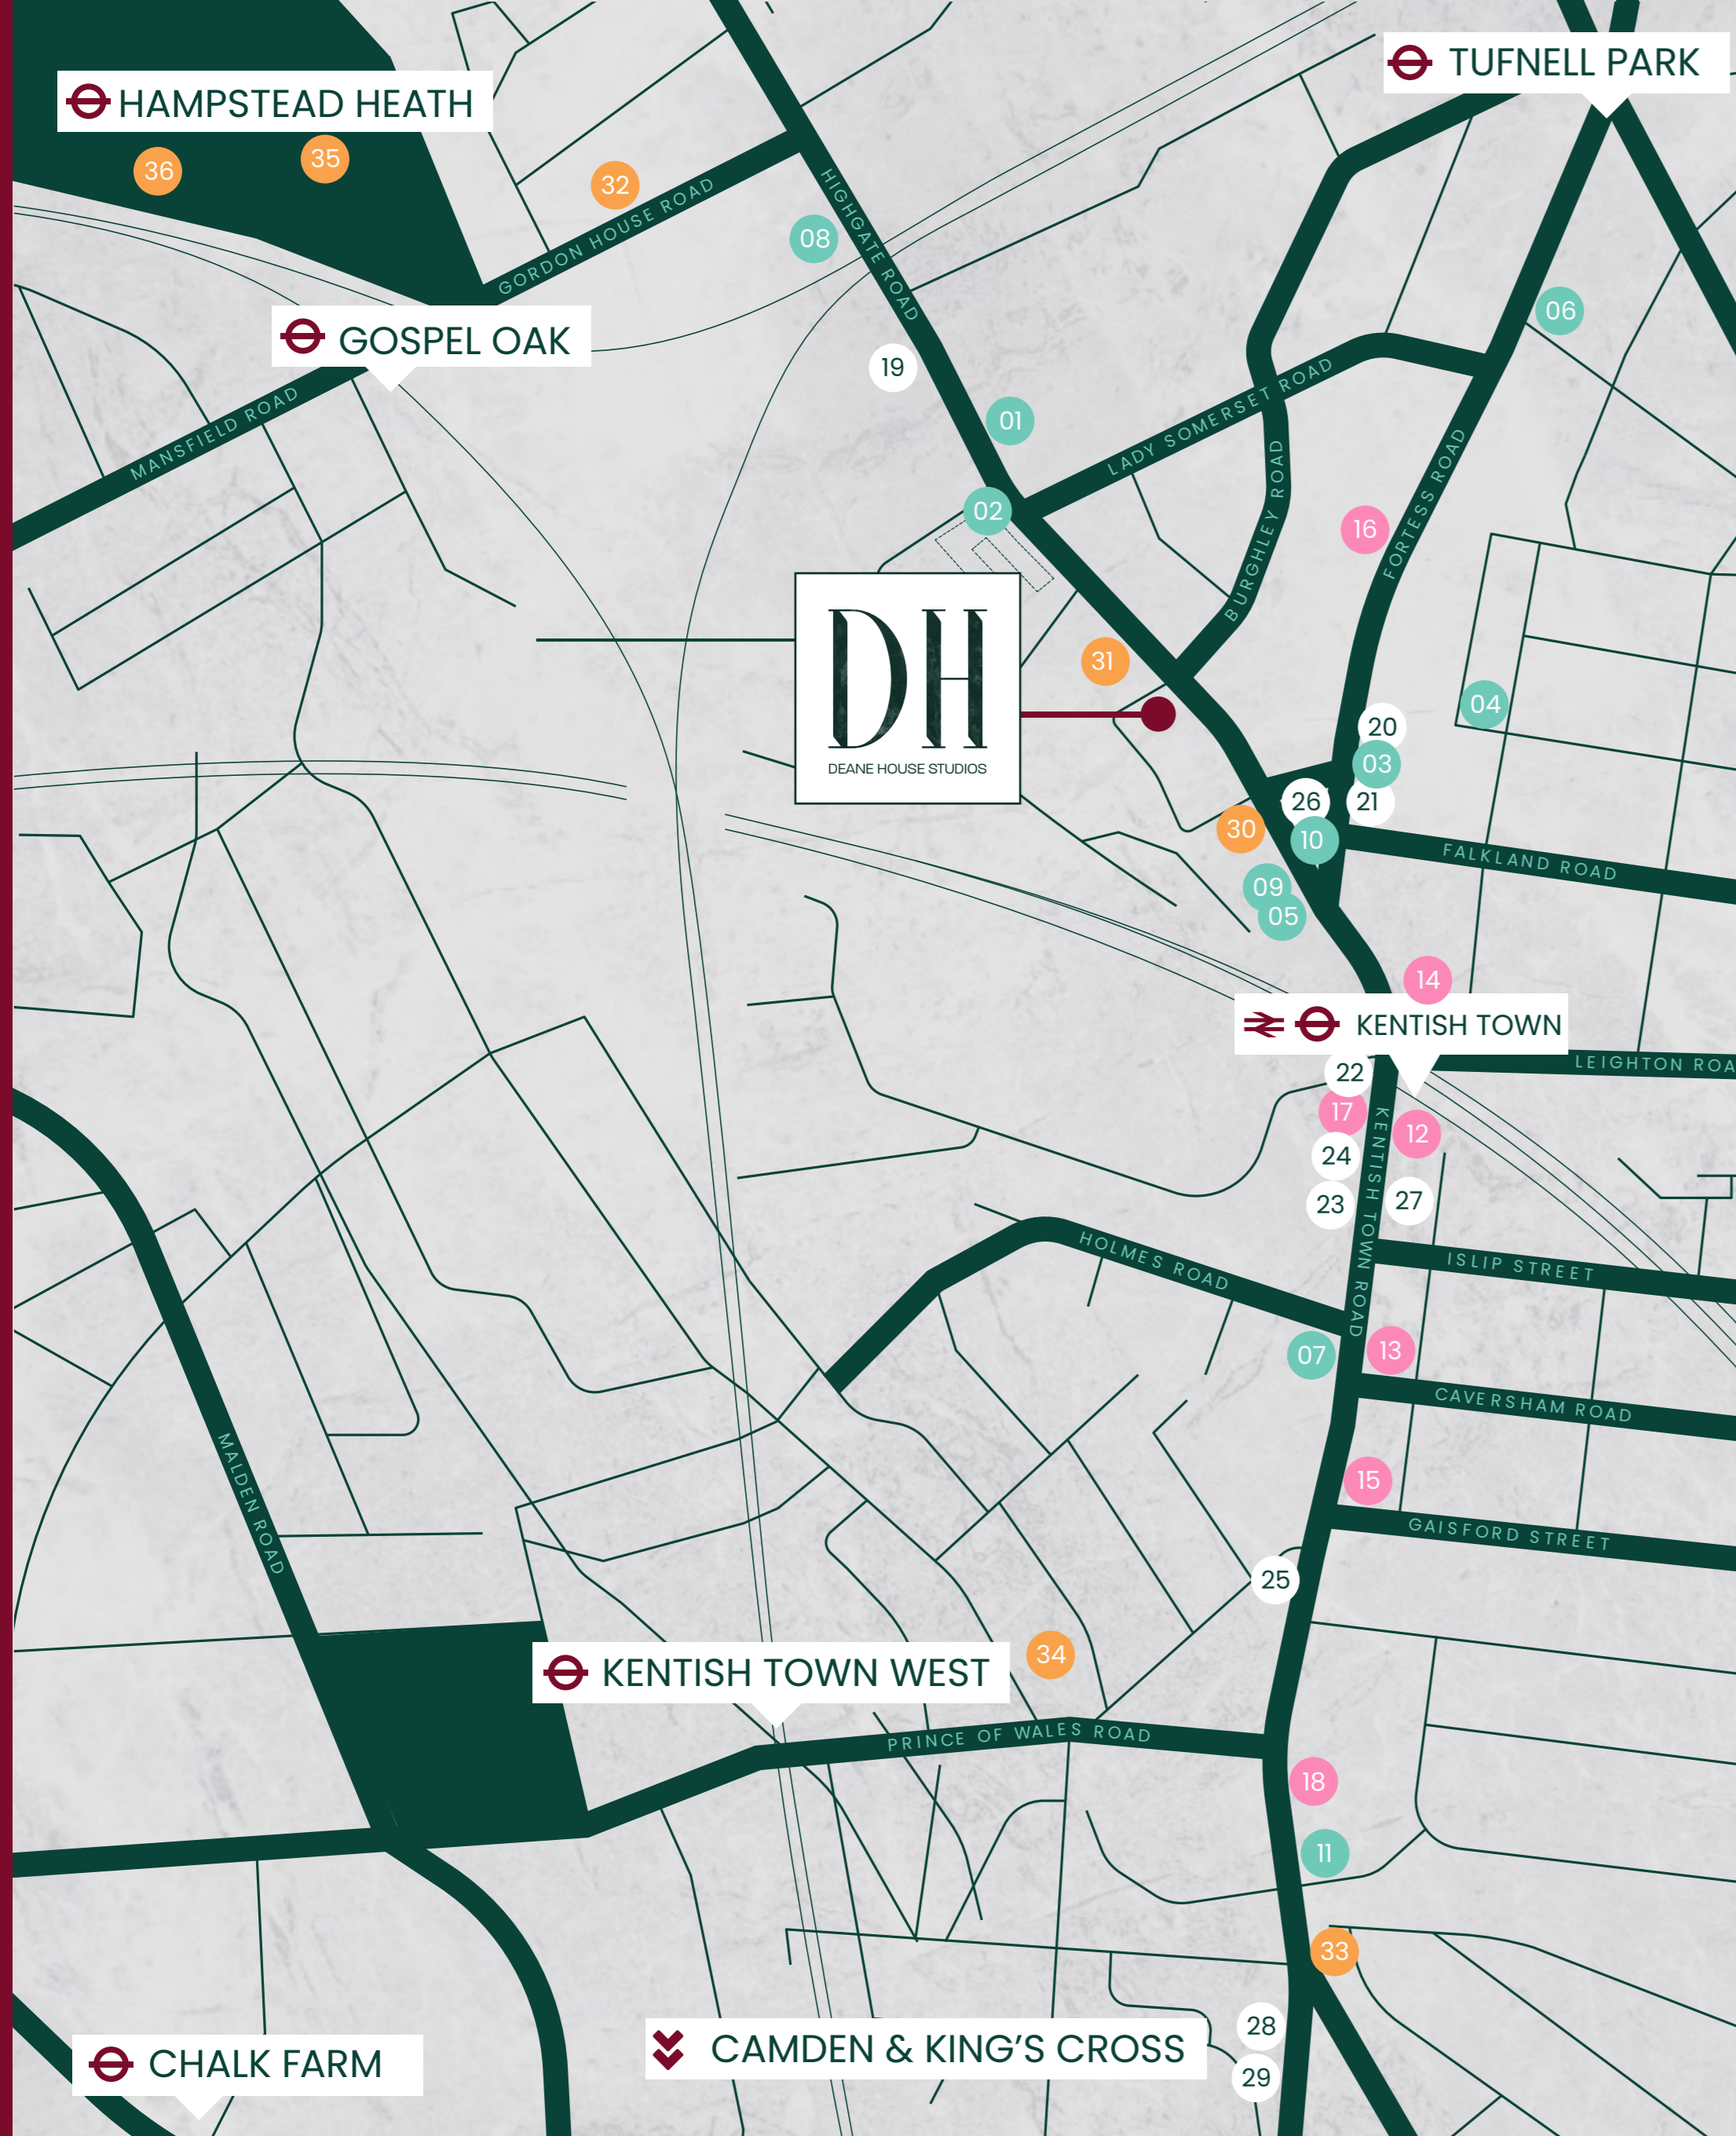 TUFNELL PARK
HAMPSTEAD HEATH
36
35
32
GORDON HOUSE ROAD
HIGHGATE ROAD
08
06
GOSPEL OAK
19
MANSFIELD ROAD
01
LADY SOMERSET ROAD
02
BURGHLEY ROAD
FORTESS ROAD
16
DH
DEANE HOUSE STUDIOS
31
04
20
03
26
21
30
10
FALKLAND ROAD
09
05
14
KENTISH TOWN
LEIGHTON ROA
22
17
12
24
23
27
KENTISH TOWN ROAD
HOLMES ROAD
ISLIP STREET
07
13
CAVERSHAM ROAD
MALDEN ROAD
15
GAISFORD STREET
25
34
KENTISH TOWN WEST
PRINCE OF WALES ROAD
18
11
33
28
CAMDEN & KING'S CROSS
29
CHALK FARM